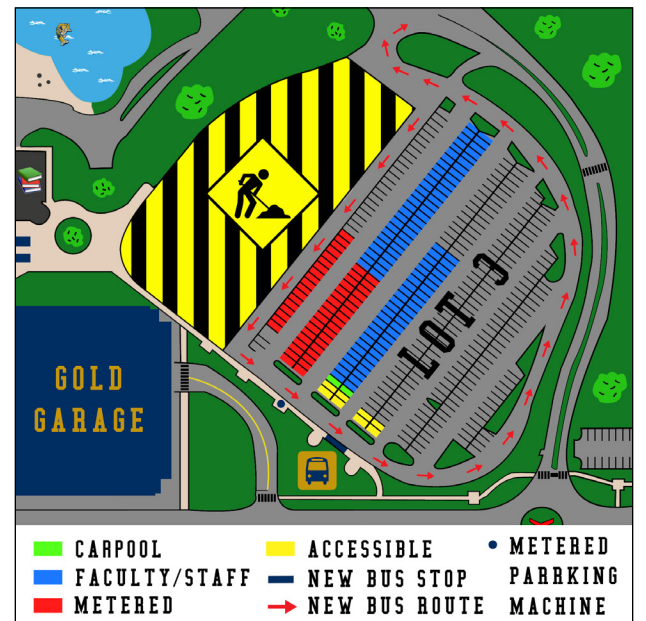 LOT J
GOLD
GARAGE
CARPOOL
FACULTY/STAFF
METERED
ACCESSIBLE
NEW BUS STOP
NEW BUS ROUTE
METERED
PARRKING
MACHINE